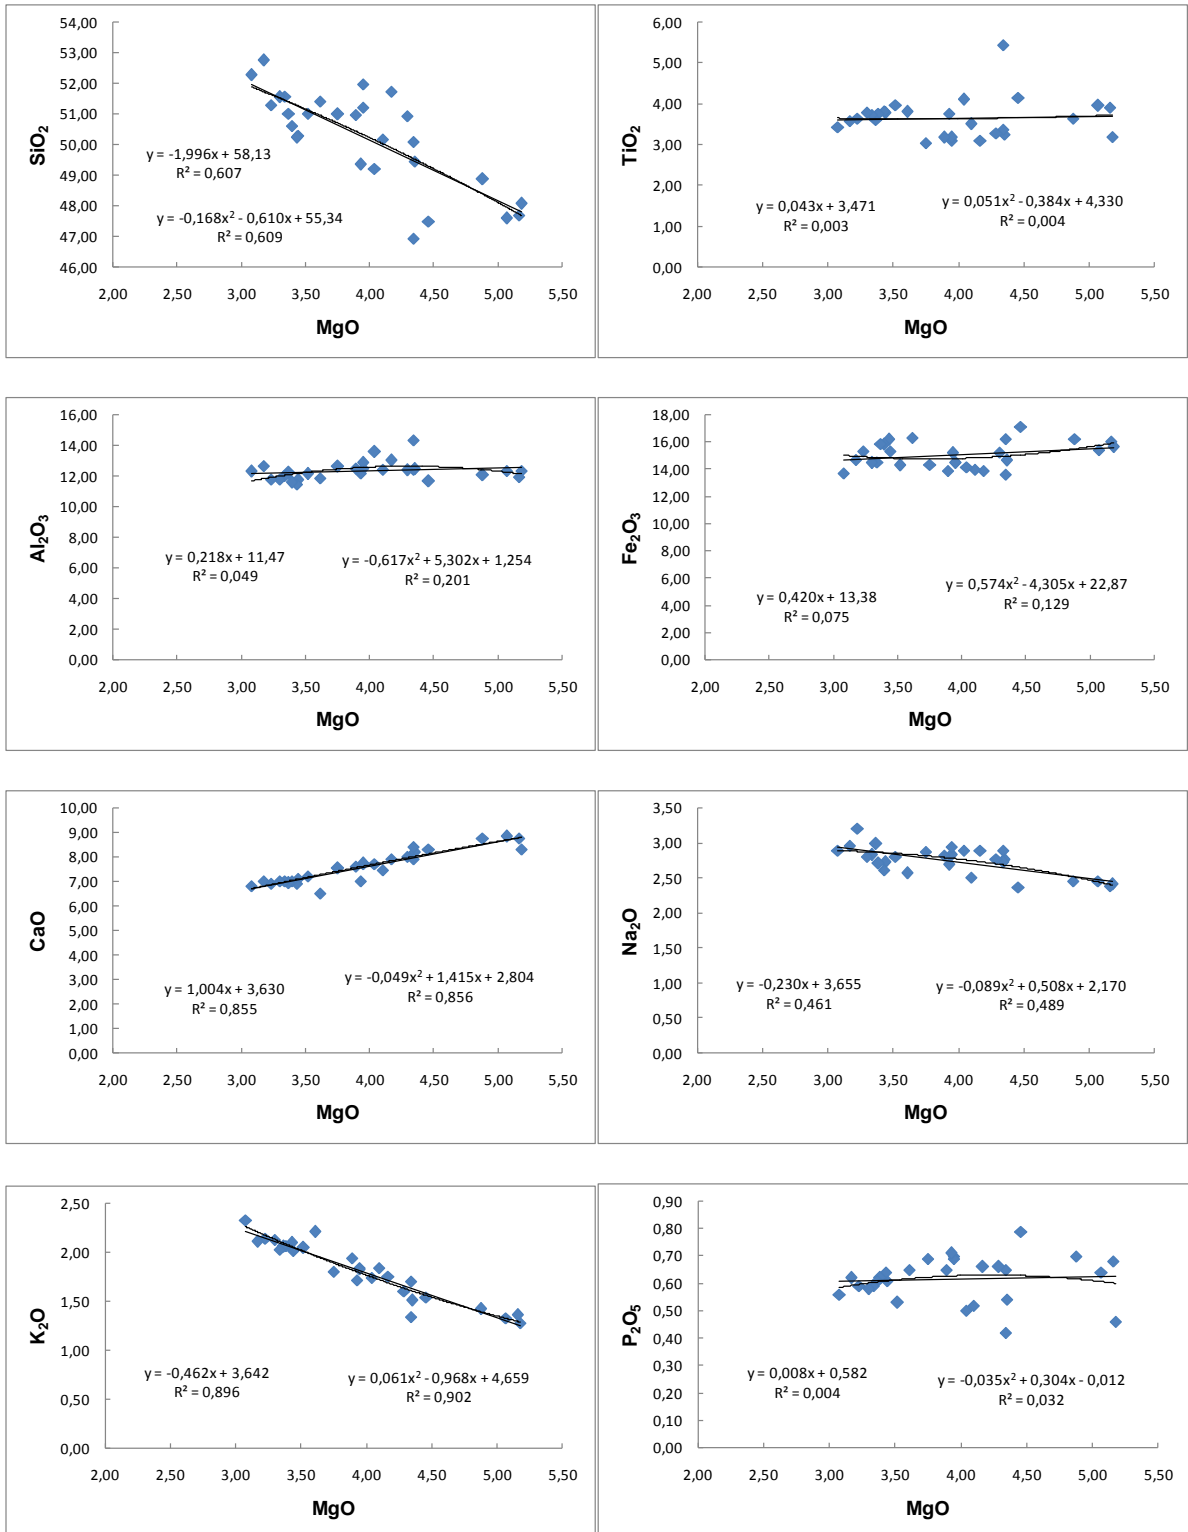 54,00
53,00
52,00
51,00
50,00
49,00
48,00
47,00
46,00
SiO₂
y = -1,996x + 58,13
R² = 0,607
y = -0,168x² - 0,610x + 55,34
R² = 0,609
2,00 2,50 3,00 3,50 4,00 4,50 5,00 5,50
MgO
6,00
5,00
4,00
3,00
2,00
1,00
0,00
TiO₂
y = 0,043x + 3,471
R² = 0,003
y = 0,051x² - 0,384x + 4,330
R² = 0,004
2,00 2,50 3,00 3,50 4,00 4,50 5,00 5,50
MgO
16,00
14,00
12,00
10,00
8,00
6,00
4,00
2,00
0,00
Al₂O₃
y = 0,218x + 11,47
R² = 0,049
y = -0,617x² + 5,302x + 1,254
R² = 0,201
2,00 2,50 3,00 3,50 4,00 4,50 5,00 5,50
MgO
18,00
16,00
14,00
12,00
10,00
8,00
6,00
4,00
2,00
0,00
Fe₂O₃
y = 0,420x + 13,38
R² = 0,075
y = 0,574x² - 4,305x + 22,87
R² = 0,129
2,00 2,50 3,00 3,50 4,00 4,50 5,00 5,50
MgO
10,00
9,00
8,00
7,00
6,00
5,00
4,00
3,00
2,00
1,00
0,00
CaO
y = 1,004x + 3,630
R² = 0,855
y = -0,049x² + 1,415x + 2,804
R² = 0,856
2,00 2,50 3,00 3,50 4,00 4,50 5,00 5,50
MgO
3,50
3,00
2,50
2,00
1,50
1,00
0,50
0,00
Na₂O
y = -0,230x + 3,655
R² = 0,461
y = -0,089x² + 0,508x + 2,170
R² = 0,489
2,00 2,50 3,00 3,50 4,00 4,50 5,00 5,50
MgO
2,50
2,00
1,50
1,00
0,50
0,00
K₂O
y = -0,462x + 3,642
R² = 0,896
y = 0,061x² - 0,968x + 4,659
R² = 0,902
2,00 2,50 3,00 3,50 4,00 4,50 5,00 5,50
MgO
0,90
0,80
0,70
0,60
0,50
0,40
0,30
0,20
0,10
0,00
P₂O₅
y = 0,008x + 0,582
R² = 0,004
y = -0,035x² + 0,304x - 0,012
R² = 0,032
2,00 2,50 3,00 3,50 4,00 4,50 5,00 5,50
MgO